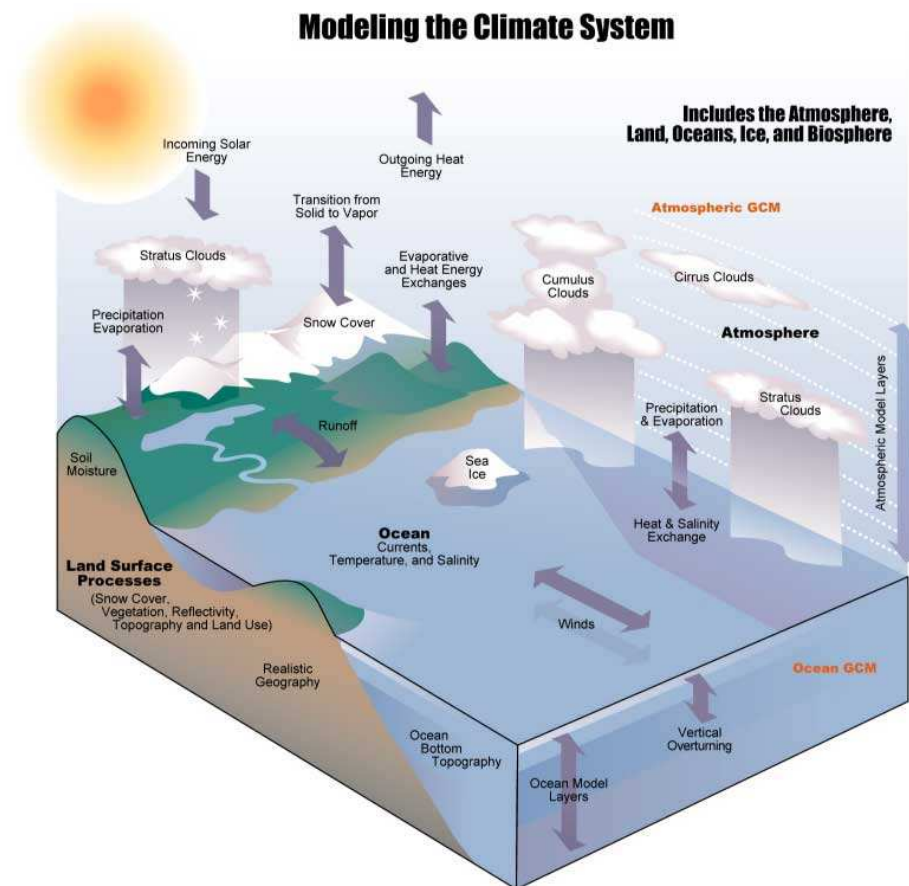 Modeling the Climate System
Includes the Atmosphere,
Land, Oceans, Ice, and Biosphere
Incoming Solar
Energy
Outgoing Heat
Energy
Transition from
Solid to Vapor
Atmospheric GCM
Stratus Clouds
Evaporative
and Heat Energy
Exchanges
Cumulus
Clouds
Cirrus Clouds
Precipitation
Evaporation
Snow Cover
Atmosphere
Atmospheric Model Layers
Stratus
Clouds
Precipitation
& Evaporation
Runoff
Soil
Moisture
Sea
Ice
Heat & Salinity
Exchange
Ocean
Currents,
Temperature, and Salinity
Land Surface
Processes
(Snow Cover,
Vegetation, Reflectivity,
Topography and Land Use)
Winds
Realistic
Geography
Ocean GCM
Ocean
Bottom
Topography
Vertical
Overturning
Ocean Model
Layers